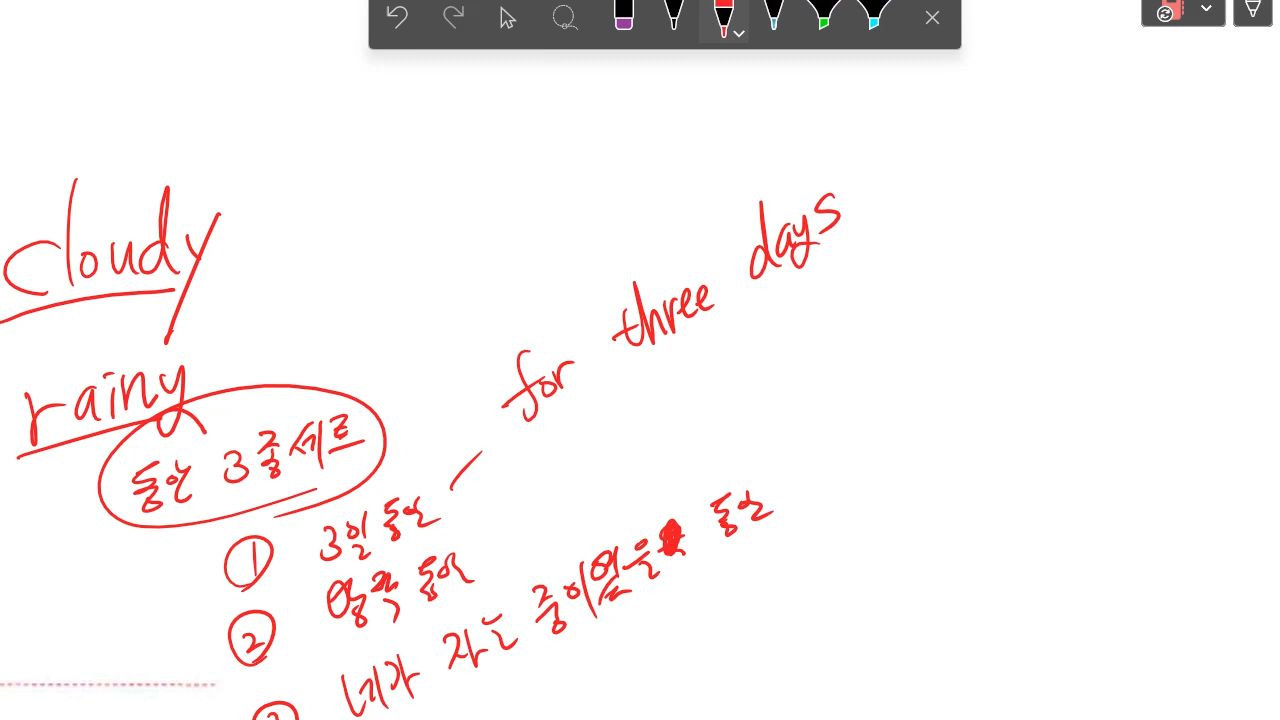 cloudy
rainy
동안 3종세트
for three days
① 3일 동안
② 방학 동안
네가 자는 동안